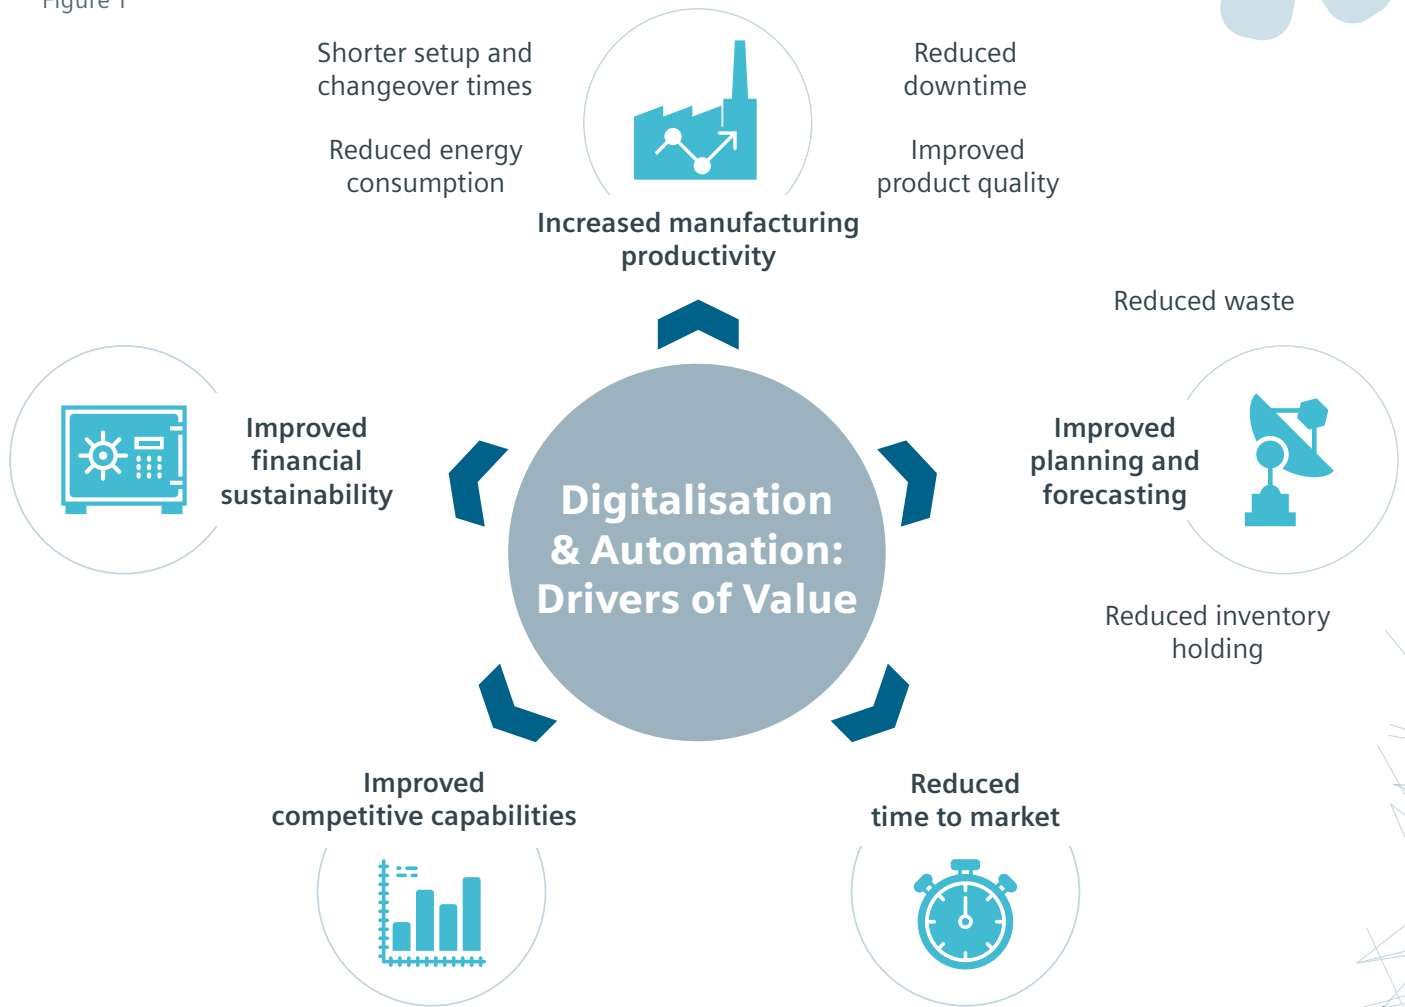 Figure 1
Shorter setup and
changeover times
Reduced energy
consumption
Reduced
downtime
Improved
product quality
Increased manufacturing
productivity
Reduced waste
Improved
planning and
forecasting
Reduced inventory
holding
Improved
financial
sustainability
Digitalisation
& Automation:
Drivers of Value
Improved
competitive capabilities
Reduced
time to market